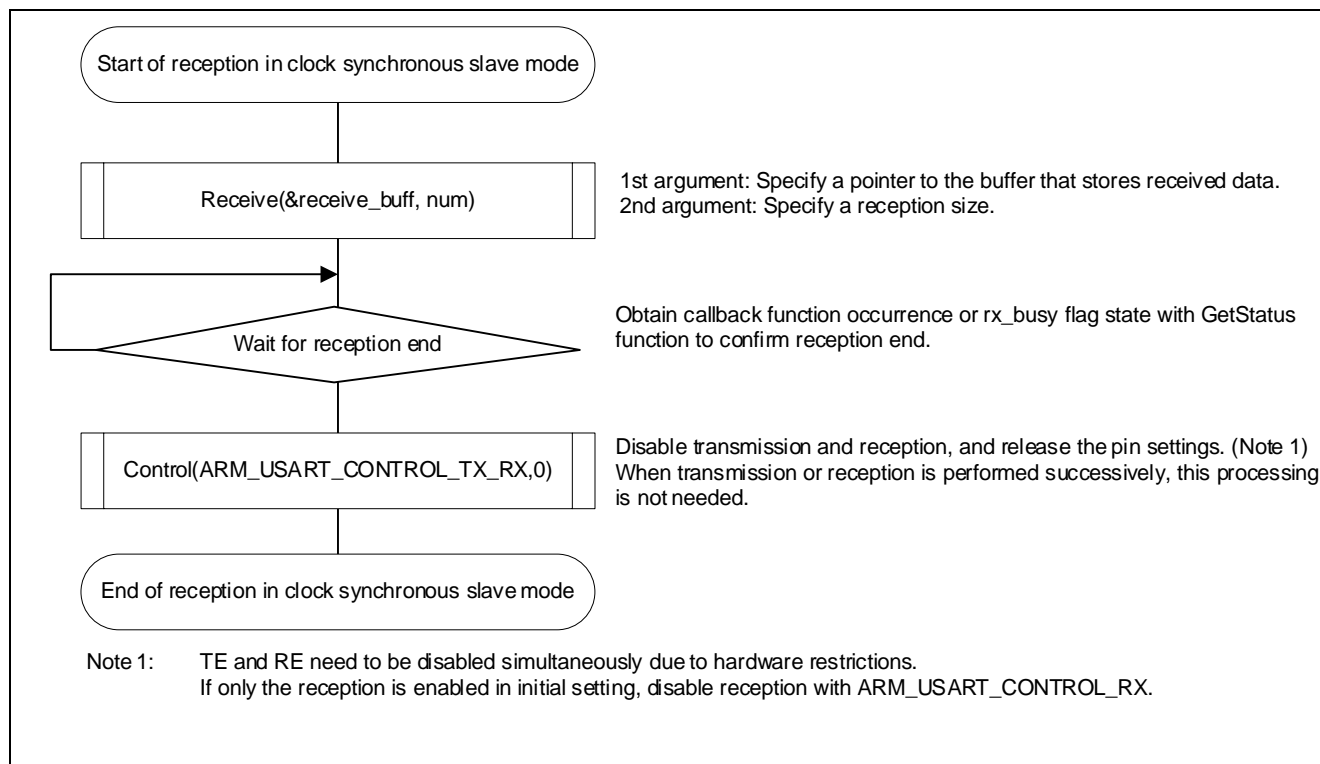 Start of reception in clock synchronous slave mode
Receive(&receive_buff, num)
1st argument: Specify a pointer to the buffer that stores received data.
2nd argument: Specify a reception size.
Wait for reception end
Obtain callback function occurrence or rx_busy flag state with GetStatus
function to confirm reception end.
Control(ARM_USART_CONTROL_TX_RX,0)
Disable transmission and reception, and release the pin settings. (Note 1)
When transmission or reception is performed successively, this processing
is not needed.
End of reception in clock synchronous slave mode
Note 1: TE and RE need to be disabled simultaneously due to hardware restrictions.
If only the reception is enabled in initial setting, disable reception with ARM_USART_CONTROL_RX.